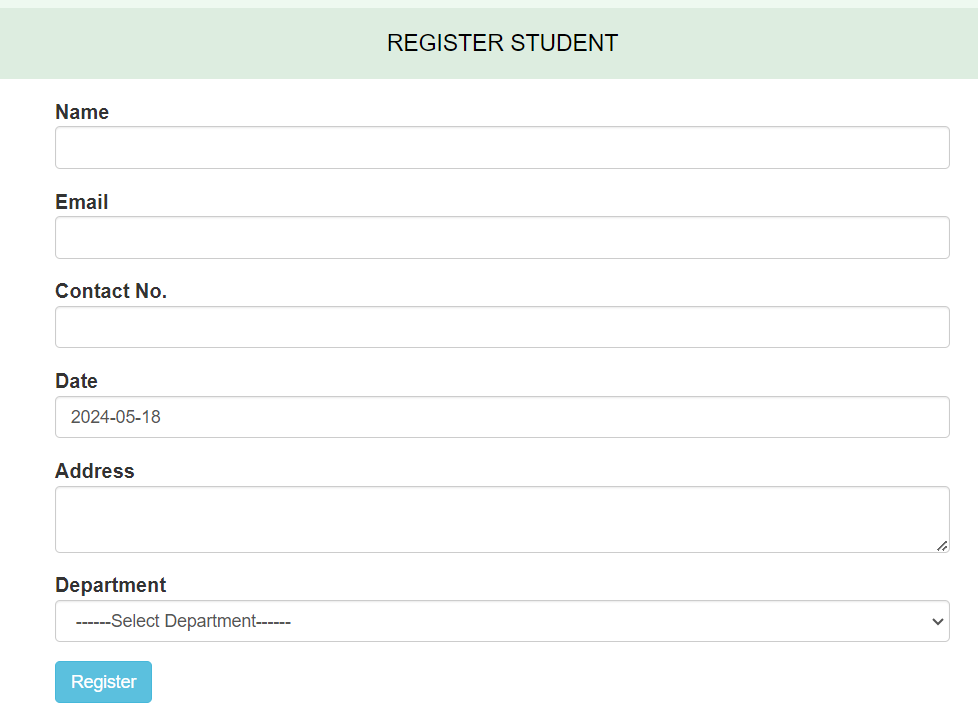 REGISTER STUDENT
Name
Email
Contact No.
Date
2024-05-18
Address
Department
------Select Department------
Register